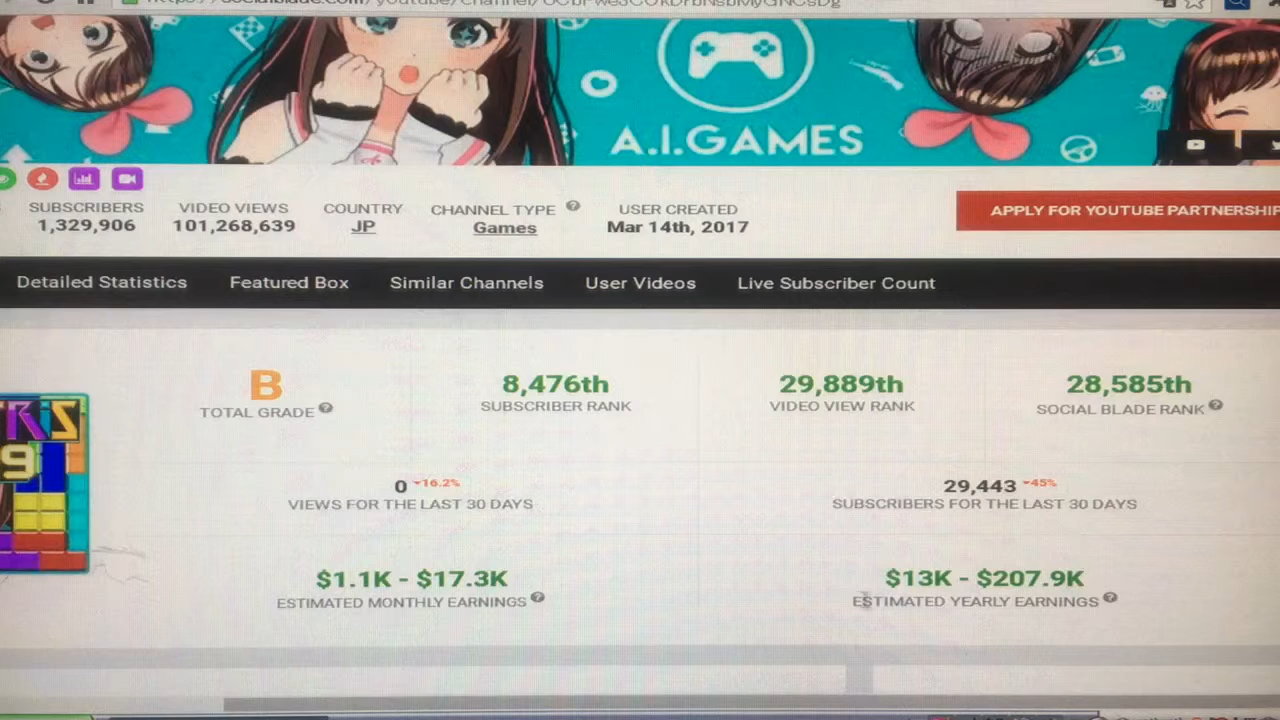 A.I.GAMES
SUBSCRIBERS VIDEO VIEWS COUNTRY CHANNEL TYPE USER CREATED
1,329,906 101,268,639 JP Games Mar 14th, 2017
APPLY FOR YOUTUBE PARTNERSHIP
Detailed Statistics Featured Box Similar Channels User Videos Live Subscriber Count
B 8,476th 29,889th 28,585th
TOTAL GRADE SUBSCRIBER RANK VIDEO VIEW RANK SOCIAL BLADE RANK
RIS
9
0 -16.2% 29,443 -45%
VIEWS FOR THE LAST 30 DAYS SUBSCRIBERS FOR THE LAST 30 DAYS
$1.1K - $17.3K $13K - $207.9K
ESTIMATED MONTHLY EARNINGS ESTIMATED YEARLY EARNINGS